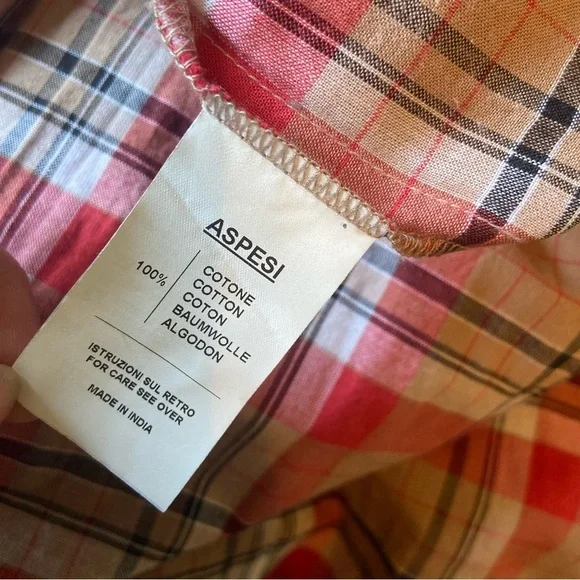 ASPESI
100%
COTONE
COTTON
COTON
BAUMWOLLE
ALGODON
ISTRUZIONI SUL RETRO
FOR CARE SEE OVER
MADE IN INDIA